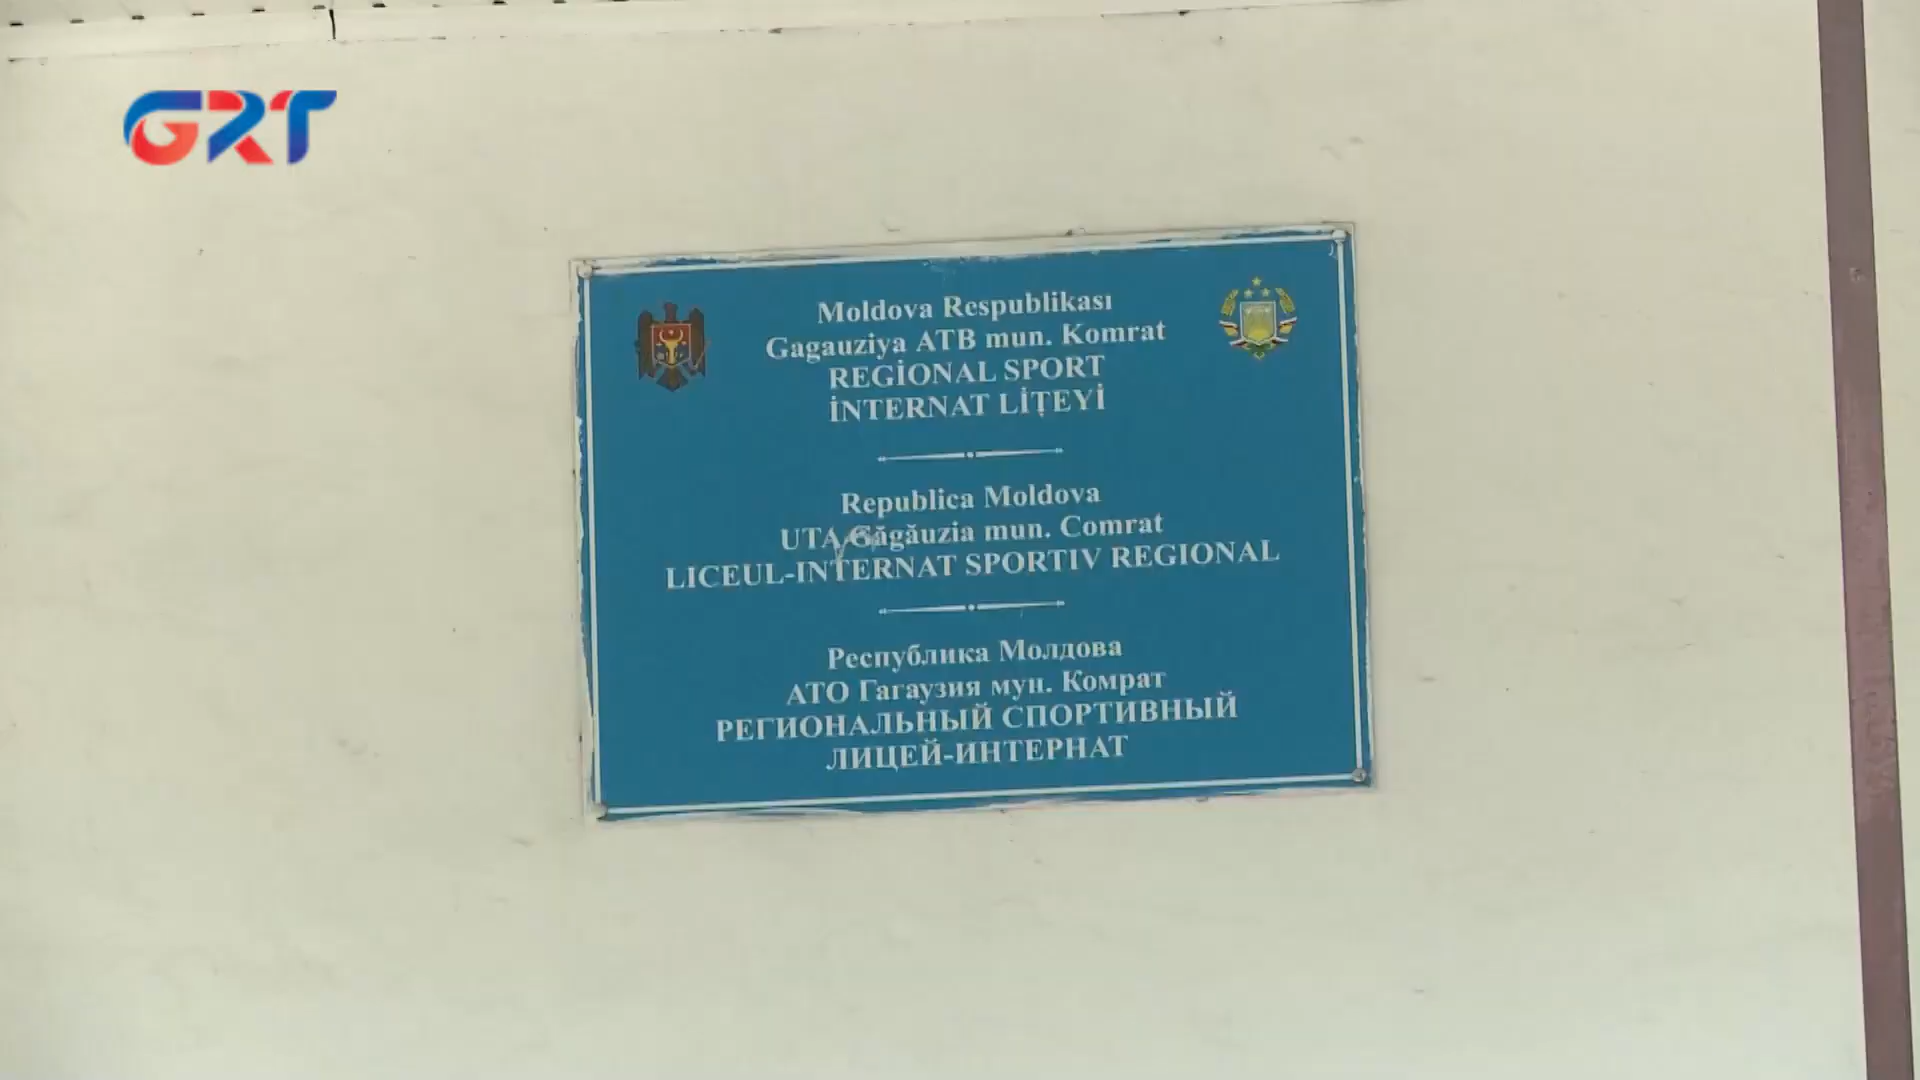 GRT
Moldova Respublikası
Gagauziya ATB mun. Komrat
REGİONAL SPORT
İNTERNAT LİȚEYİ
Republica Moldova
UTA Găgăuzia mun. Comrat
LICEUL-INTERNAT SPORTIV REGIONAL
Республика Молдова
АТО Гагаузия мун. Комрат
РЕГИОНАЛЬНЫЙ СПОРТИВНЫЙ
ЛИЦЕЙ-ИНТЕРНАТ